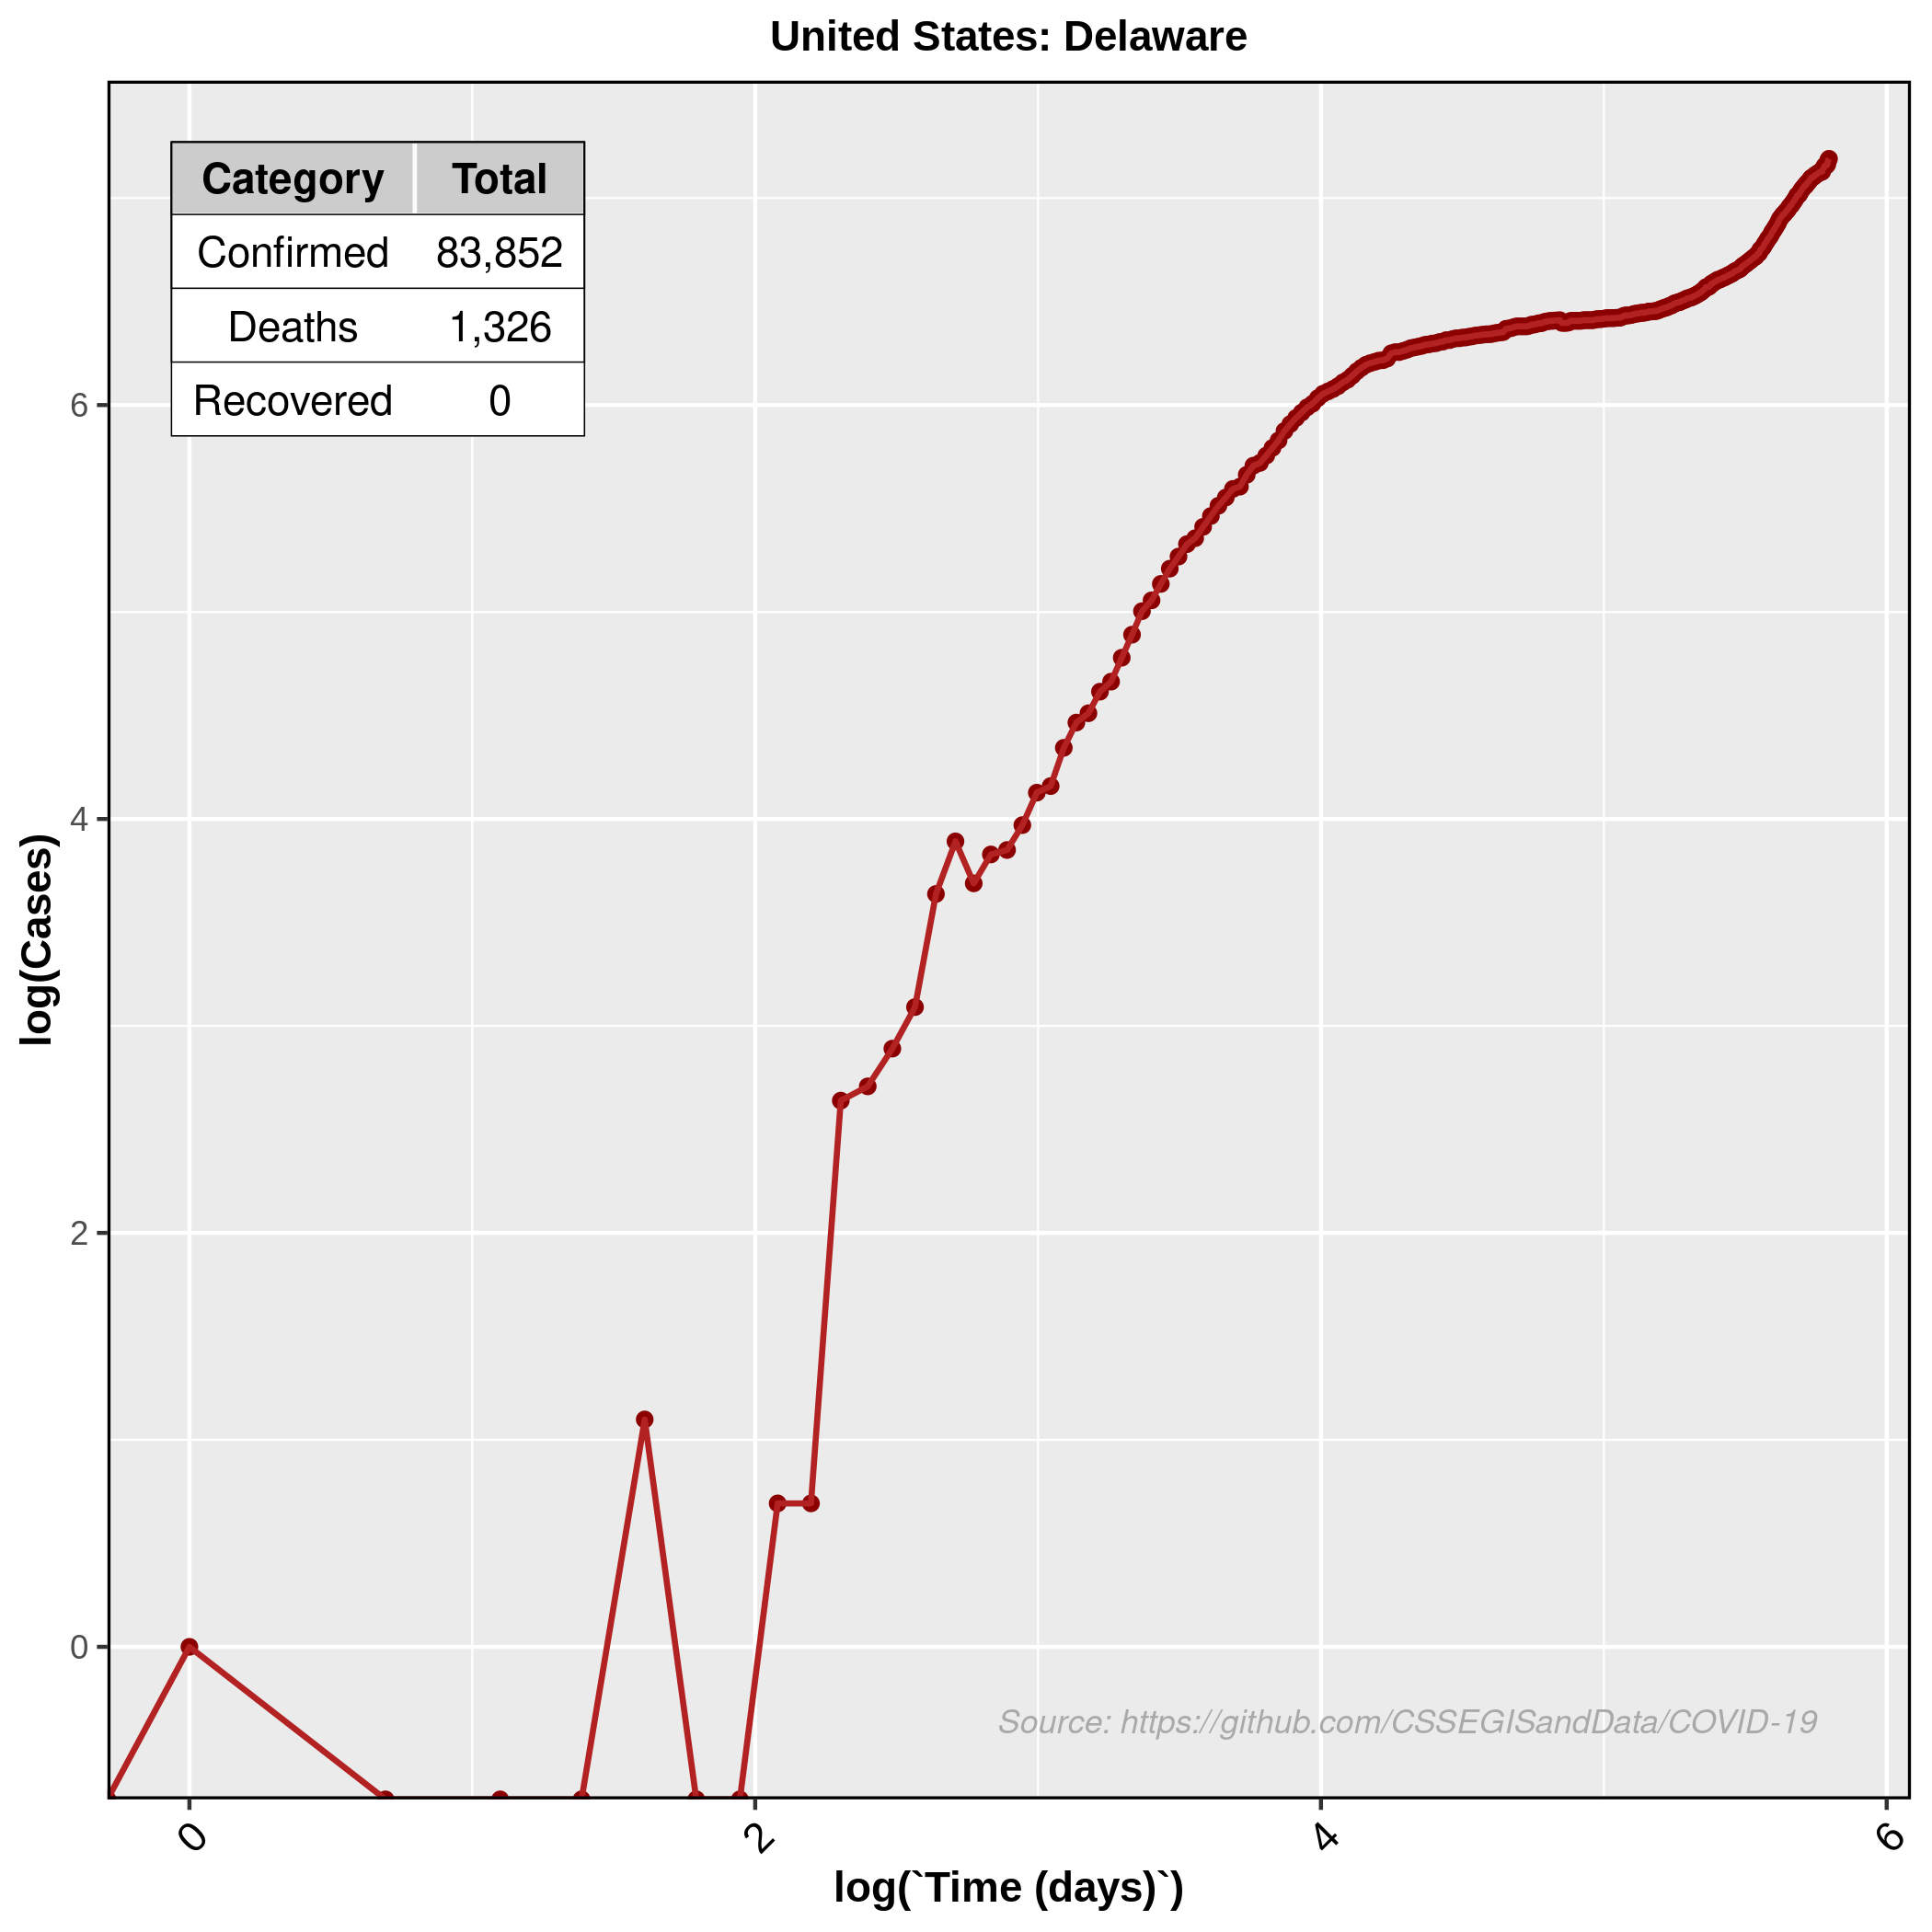 United States: Delaware
Category Total
Confirmed 83,852
Deaths 1,326
Recovered 0
6
4
2
0
log(Cases)
Source: https://github.com/CSSEGISandData/COVID-19
0 2 4 6
log(`Time (days)`)